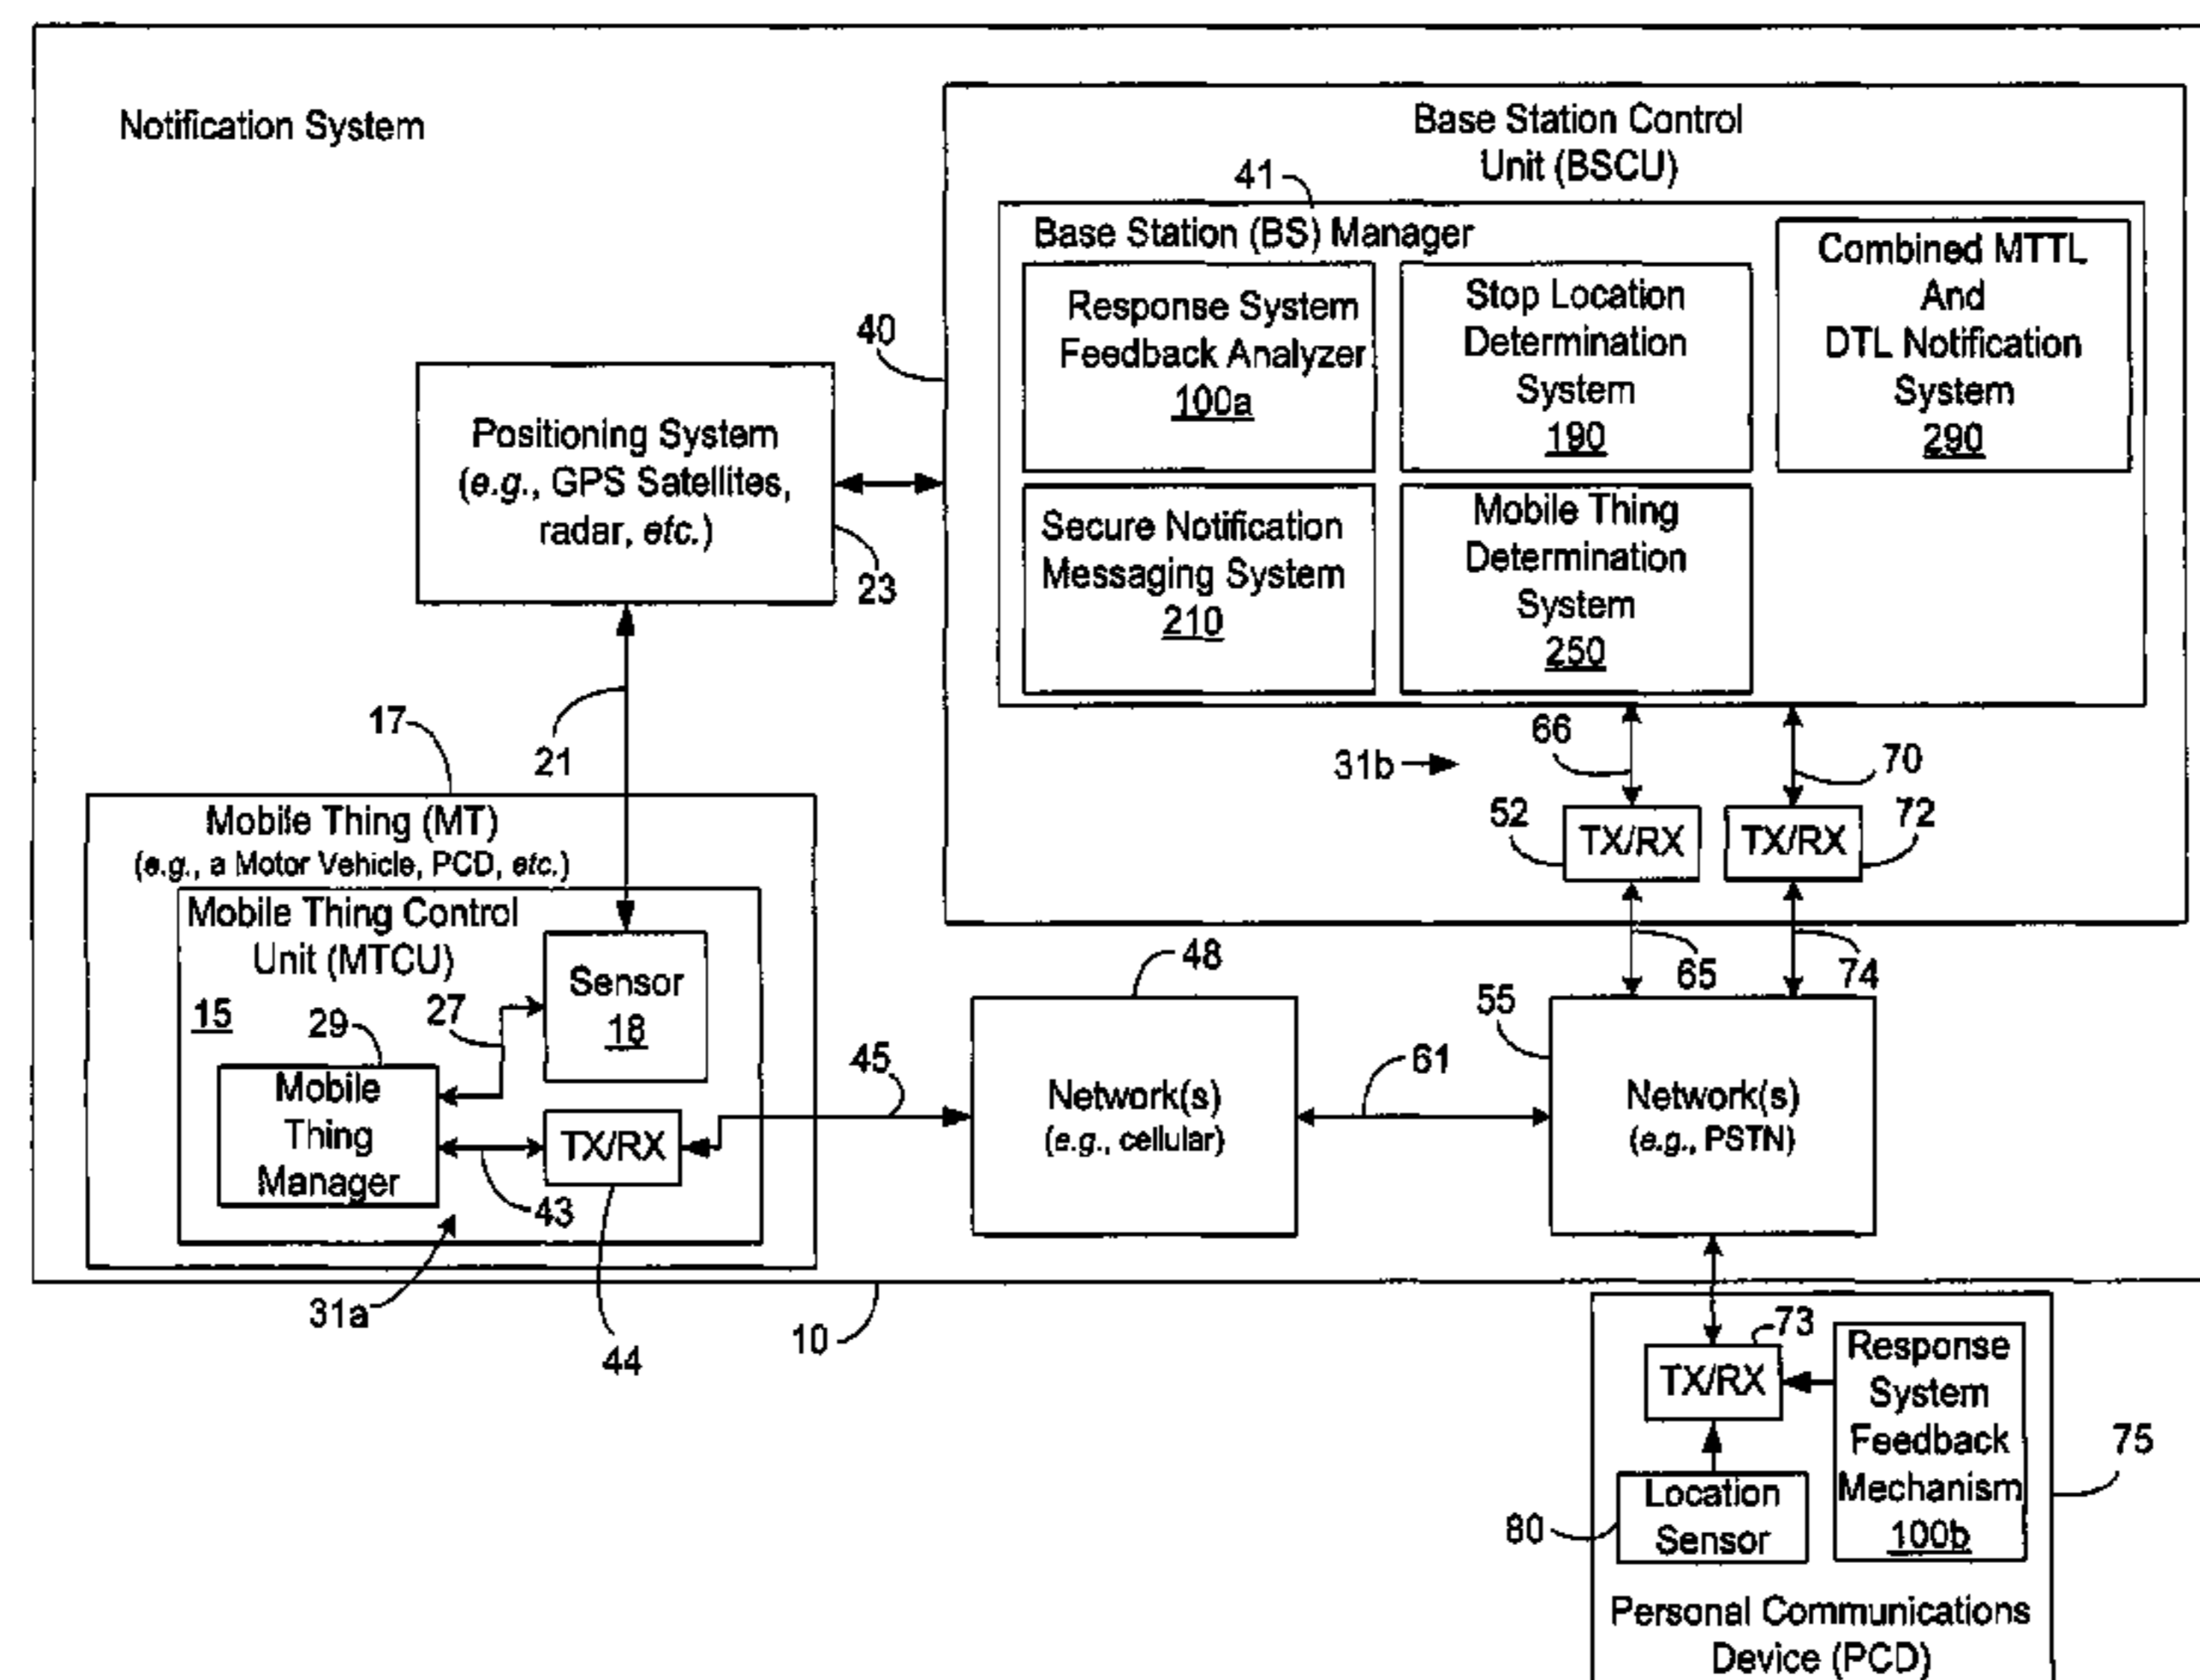 Notification System
Base Station Control
Unit (BSCU)
41
Base Station (BS) Manager
Response System
Feedback Analyzer
100a
Stop Location
Determination
System
190
Combined MTTL
And
DTL Notification
System
290
Secure Notification
Messaging System
210
Mobile Thing
Determination
System
250
40
Positioning System
(e.g., GPS Satellites,
radar, etc.)
23
21
17
66
31b
70
52
TX/RX
TX/RX
72
65
74
Mobile Thing (MT)
(e.g., a Motor Vehicle, PCD, etc.)
Mobile Thing Control
Unit (MTCU)
15
Sensor
18
27
29
Mobile
Thing
Manager
TX/RX
43
31a
44
45
48
Network(s)
(e.g., cellular)
61
55
Network(s)
(e.g., PSTN)
10
73
TX/RX
Response
System
Feedback
Mechanism
100b
75
80
Location
Sensor
Personal Communications
Device (PCD)